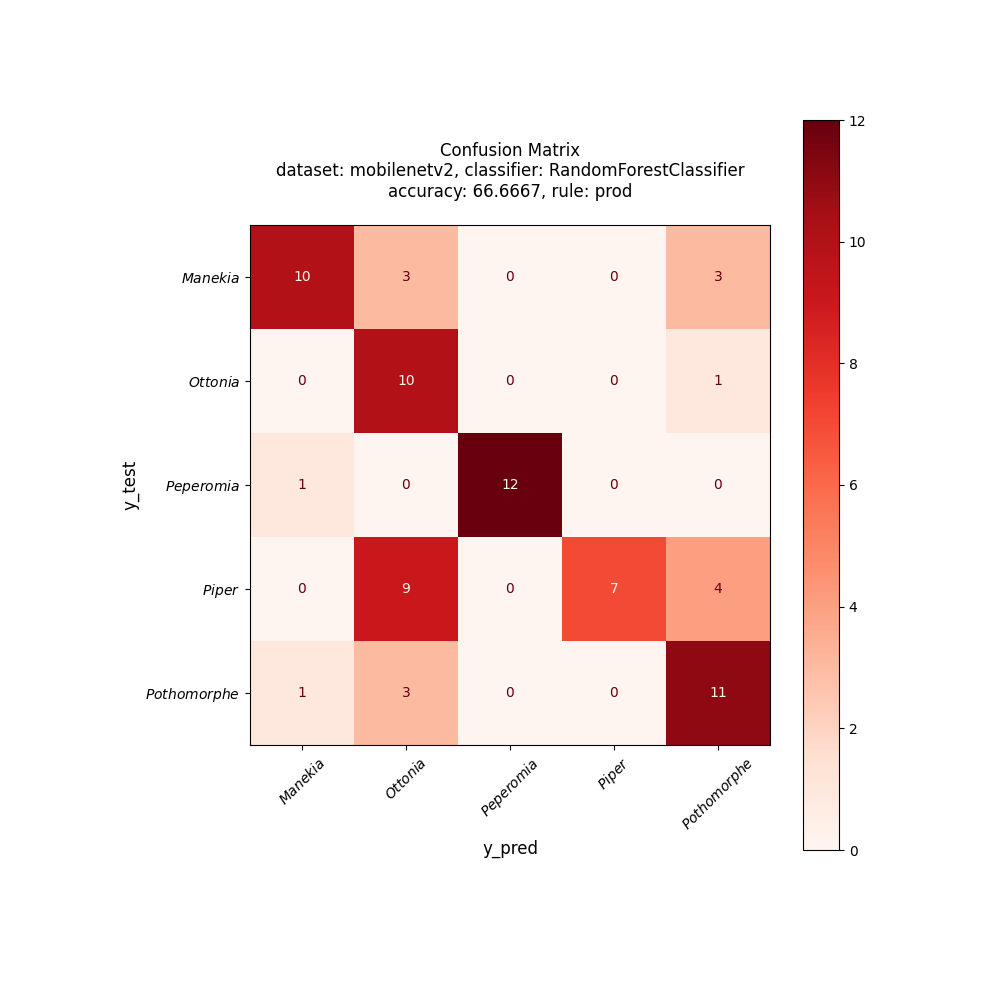 Confusion Matrix
dataset: mobilenetv2, classifier: RandomForestClassifier
accuracy: 66.6667, rule: prod
12
10
8
6
4
2
0
y_test
Manekia 10 3 0 0 3
Ottonia 0 10 0 0 1
Peperomia 1 0 12 0 0
Piper 0 9 0 7 4
Pothomorphe 1 3 0 0 11
Manekia Ottonia Peperomia Piper Pothomorphe
y_pred